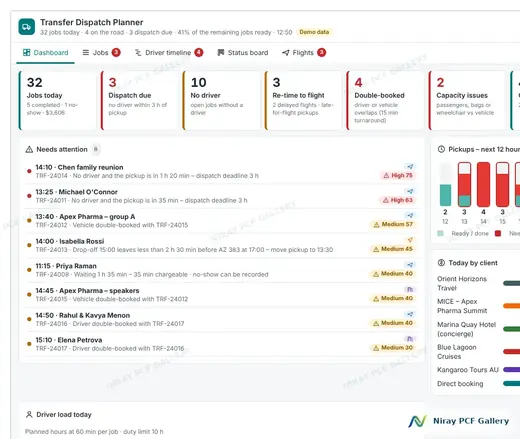 Transfer Dispatch Planner
32 jobs today · 4 on the road · 3 dispatch due · 41% of the remaining jobs ready · 12:50 Demo data
Dashboard Jobs 3 Driver timeline 4 Status board Flights 3
32
Jobs today
5 completed · 1 no-
show · $3,606
3
Dispatch due
no driver within 3 h of
pickup
10
No driver
open jobs without a
driver
3
Re-time to flight
2 delayed flights · late-
for-flight pickups
4
Double-booked
driver or vehicle
overlaps (15 min
turnaround)
2
Capacity issues
passengers, bags or
wheelchair vs vehicle
Needs attention 8
14:10 · Chen family reunion
TRF-24014 · No driver and the pickup is in 1 h 20 min – dispatch deadline 3 h
High 75
13:25 · Michael O'Connor
TRF-24011 · No driver and the pickup is in 35 min – dispatch deadline 3 h
High 63
13:40 · Apex Pharma – group A
TRF-24012 · Vehicle double-booked with TRF-24015
Medium 57
14:00 · Isabella Rossi
TRF-24013 · Drop-off 15:00 leaves less than 2 h 30 min before AZ 383 at 17:00 – move pickup to 13:30
Medium 45
11:15 · Priya Raman
TRF-24008 · Waiting 1 h 35 min – 35 min chargeable · no-show can be recorded
Medium 40
14:45 · Apex Pharma – speakers
TRF-24015 · Vehicle double-booked with TRF-24012
Medium 40
14:50 · Rahul & Kavya Menon
TRF-24016 · Driver double-booked with TRF-24017
Medium 40
15:10 · Elena Petrova
TRF-24017 · Driver double-booked with TRF-24016
Medium 30
Pickups – next 12 hour
2 3 4 3
12 13 14 15
Ready / done Nee
Today by client
Orient Horizons
Travel
MICE – Apex
Pharma Summit
Marina Quay Hotel
(concierge)
Blue Lagoon
Cruises
Kangaroo Tours AU
Direct booking
Driver load today
Planned hours at 60 min per job · duty limit 10 h
Niray PCF Gallery